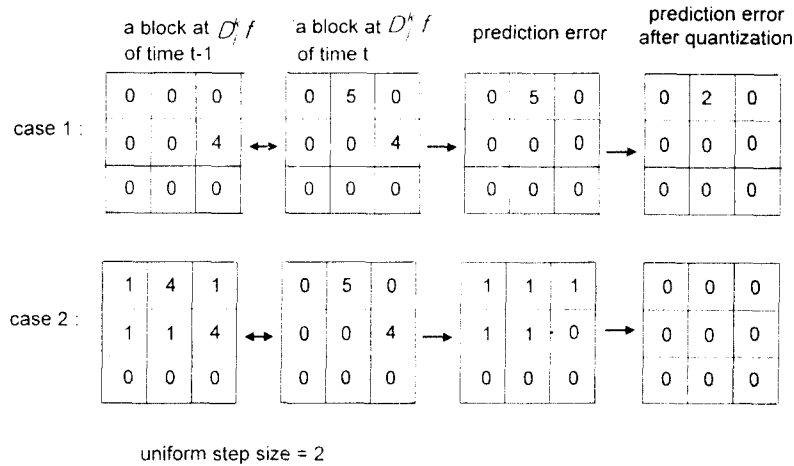 a block at D_j^k f of time t-1
a block at D_j^k f of time t
prediction error
prediction error after quantization
case 1 :
0 0 0
0 0 4
0 0 0
0 5 0
0 0 4
0 0 0
0 5 0
0 0 0
0 0 0
0 2 0
0 0 0
0 0 0
case 2 :
1 4 1
1 1 4
0 0 0
0 5 0
0 0 4
0 0 0
1 1 1
1 1 0
0 0 0
0 0 0
0 0 0
0 0 0
uniform step size = 2